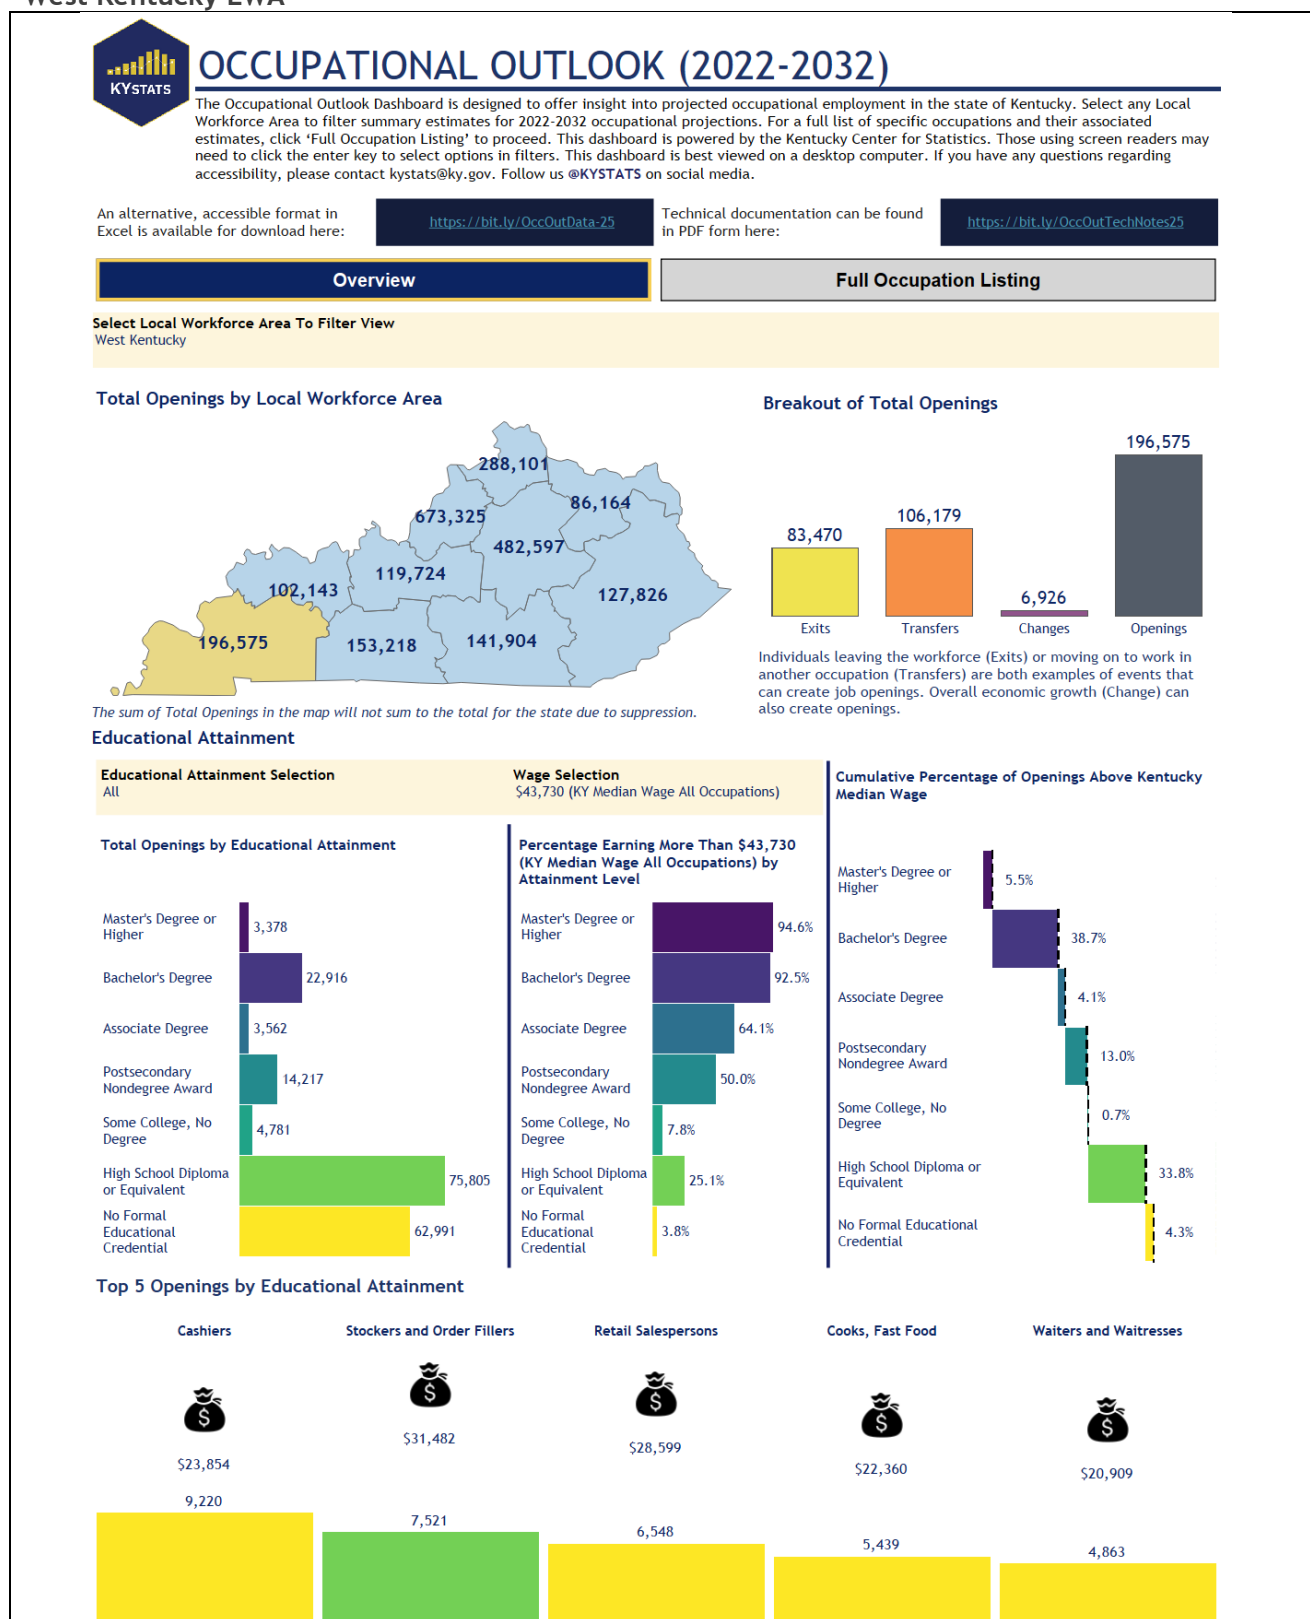 West Kentucky LWA
KYSTATS
OCCUPATIONAL OUTLOOK (2022-2032)
The Occupational Outlook Dashboard is designed to offer insight into projected occupational employment in the state of Kentucky. Select any Local
Workforce Area to filter summary estimates for 2022-2032 occupational projections. For a full list of specific occupations and their associated
estimates, click ‘Full Occupation Listing’ to proceed. This dashboard is powered by the Kentucky Center for Statistics. Those using screen readers may
need to click the enter key to select options in filters. This dashboard is best viewed on a desktop computer. If you have any questions regarding
accessibility, please contact kystats@ky.gov. Follow us @KYSTATS on social media.
An alternative, accessible format in
Excel is available for download here:
https://bit.ly/OccOutData-25
Technical documentation can be found
in PDF form here:
https://bit.ly/OccOutTechNotes25
Overview
Full Occupation Listing
Select Local Workforce Area To Filter View
West Kentucky
Total Openings by Local Workforce Area
288,101
86,164
673,325
482,597
119,724
102,143
127,826
196,575
153,218
141,904
The sum of Total Openings in the map will not sum to the total for the state due to suppression.
Breakout of Total Openings
196,575
106,179
83,470
6,926
Exits
Transfers
Changes
Openings
Individuals leaving the workforce (Exits) or moving on to work in
another occupation (Transfers) are both examples of events that
can create job openings. Overall economic growth (Change) can
also create openings.
Educational Attainment
Educational Attainment Selection
All
Wage Selection
$43,730 (KY Median Wage All Occupations)
Total Openings by Educational Attainment
Master's Degree or
Higher
3,378
Bachelor's Degree
22,916
Associate Degree
3,562
Postsecondary
Nondegree Award
14,217
Some College, No
Degree
4,781
High School Diploma
or Equivalent
75,805
No Formal
Educational
Credential
62,991
Percentage Earning More Than $43,730
(KY Median Wage All Occupations) by
Attainment Level
Master's Degree or
Higher
94.6%
Bachelor's Degree
92.5%
Associate Degree
64.1%
Postsecondary
Nondegree Award
50.0%
Some College, No
Degree
7.8%
High School Diploma
or Equivalent
25.1%
No Formal
Educational
Credential
3.8%
Cumulative Percentage of Openings Above Kentucky
Median Wage
Master's Degree or
Higher
5.5%
Bachelor's Degree
38.7%
Associate Degree
4.1%
Postsecondary
Nondegree Award
13.0%
Some College, No
Degree
0.7%
High School Diploma or
Equivalent
33.8%
No Formal Educational
Credential
4.3%
Top 5 Openings by Educational Attainment
Cashiers
Stockers and Order Fillers
Retail Salespersons
Cooks, Fast Food
Waiters and Waitresses
$23,854
$31,482
$28,599
$22,360
$20,909
9,220
7,521
6,548
5,439
4,863